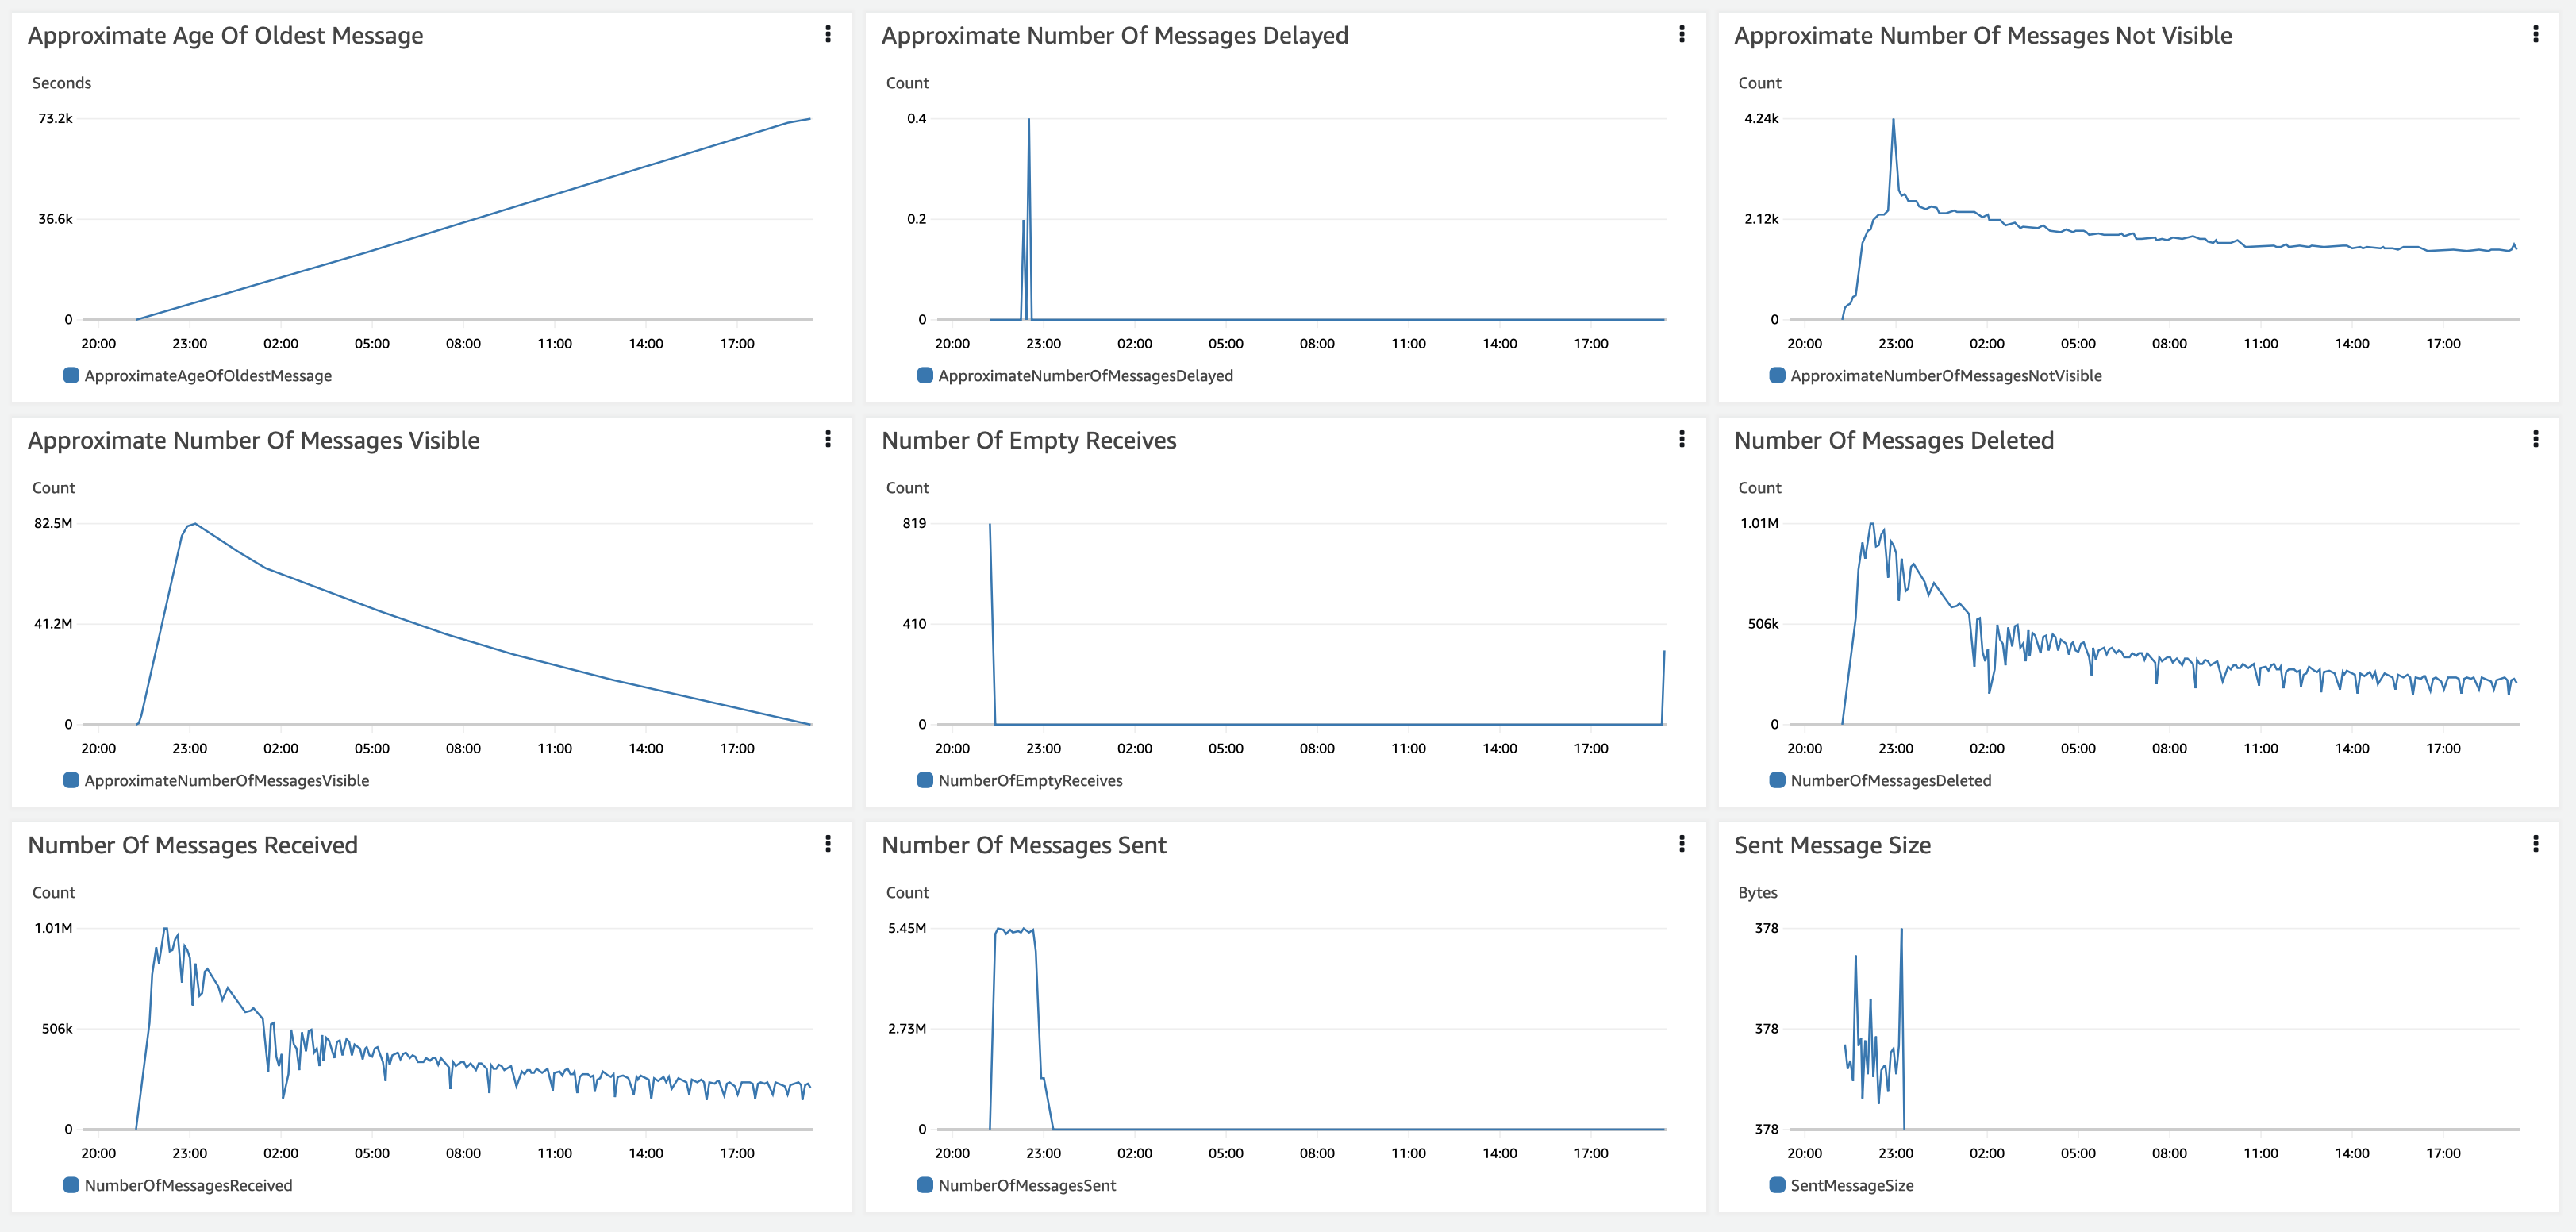 Approximate Age Of Oldest Message
Seconds
73.2k
36.6k
0
20:00 23:00 02:00 05:00 08:00 11:00 14:00 17:00
ApproximateAgeOfOldestMessage
Approximate Number Of Messages Delayed
Count
0.4
0.2
0
20:00 23:00 02:00 05:00 08:00 11:00 14:00 17:00
ApproximateNumberOfMessagesDelayed
Approximate Number Of Messages Not Visible
Count
4.24k
2.12k
0
20:00 23:00 02:00 05:00 08:00 11:00 14:00 17:00
ApproximateNumberOfMessagesNotVisible
Approximate Number Of Messages Visible
Count
82.5M
41.2M
0
20:00 23:00 02:00 05:00 08:00 11:00 14:00 17:00
ApproximateNumberOfMessagesVisible
Number Of Empty Receives
Count
819
410
0
20:00 23:00 02:00 05:00 08:00 11:00 14:00 17:00
NumberOfEmptyReceives
Number Of Messages Deleted
Count
1.01M
506k
0
20:00 23:00 02:00 05:00 08:00 11:00 14:00 17:00
NumberOfMessagesDeleted
Number Of Messages Received
Count
1.01M
506k
0
20:00 23:00 02:00 05:00 08:00 11:00 14:00 17:00
NumberOfMessagesReceived
Number Of Messages Sent
Count
5.45M
2.73M
0
20:00 23:00 02:00 05:00 08:00 11:00 14:00 17:00
NumberOfMessagesSent
Sent Message Size
Bytes
378
378
378
20:00 23:00 02:00 05:00 08:00 11:00 14:00 17:00
SentMessageSize